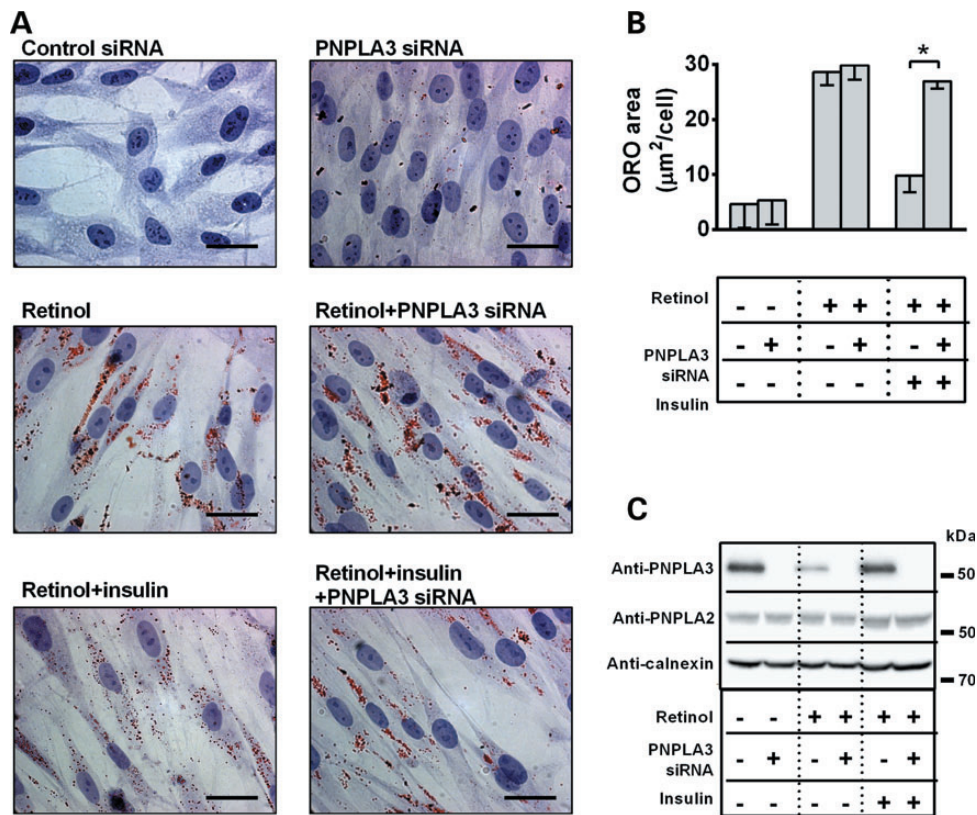 A
Control siRNA
PNPLA3 siRNA
Retinol
Retinol+PNPLA3 siRNA
Retinol+insulin
Retinol+insulin
+PNPLA3 siRNA
B
*
ORO area
(μm²/cell)
30
20
10
0
Retinol - - + + + +
PNPLA3
siRNA - + - + - +
Insulin - - - - + +
C
kDa
Anti-PNPLA3 50
Anti-PNPLA2 50
Anti-calnexin 70
Retinol - - + + + +
PNPLA3
siRNA - + - + - +
Insulin - - - - + +